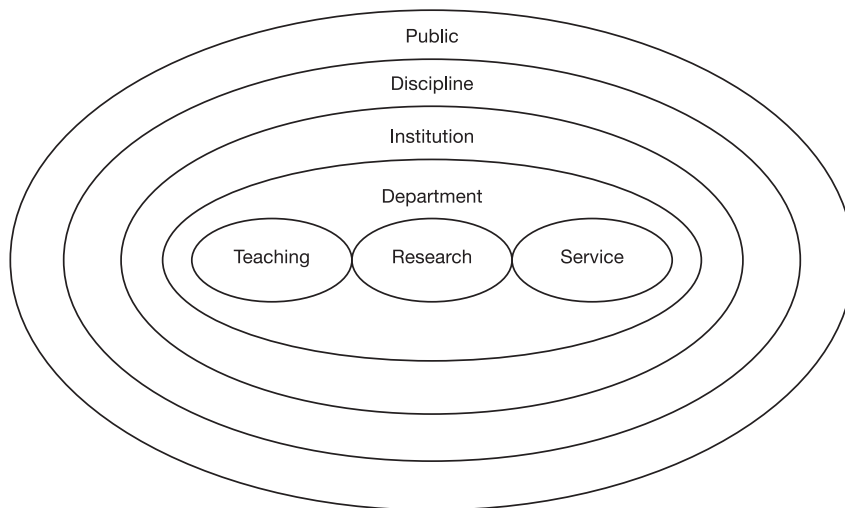 Public
Discipline
Institution
Department
Teaching Research Service